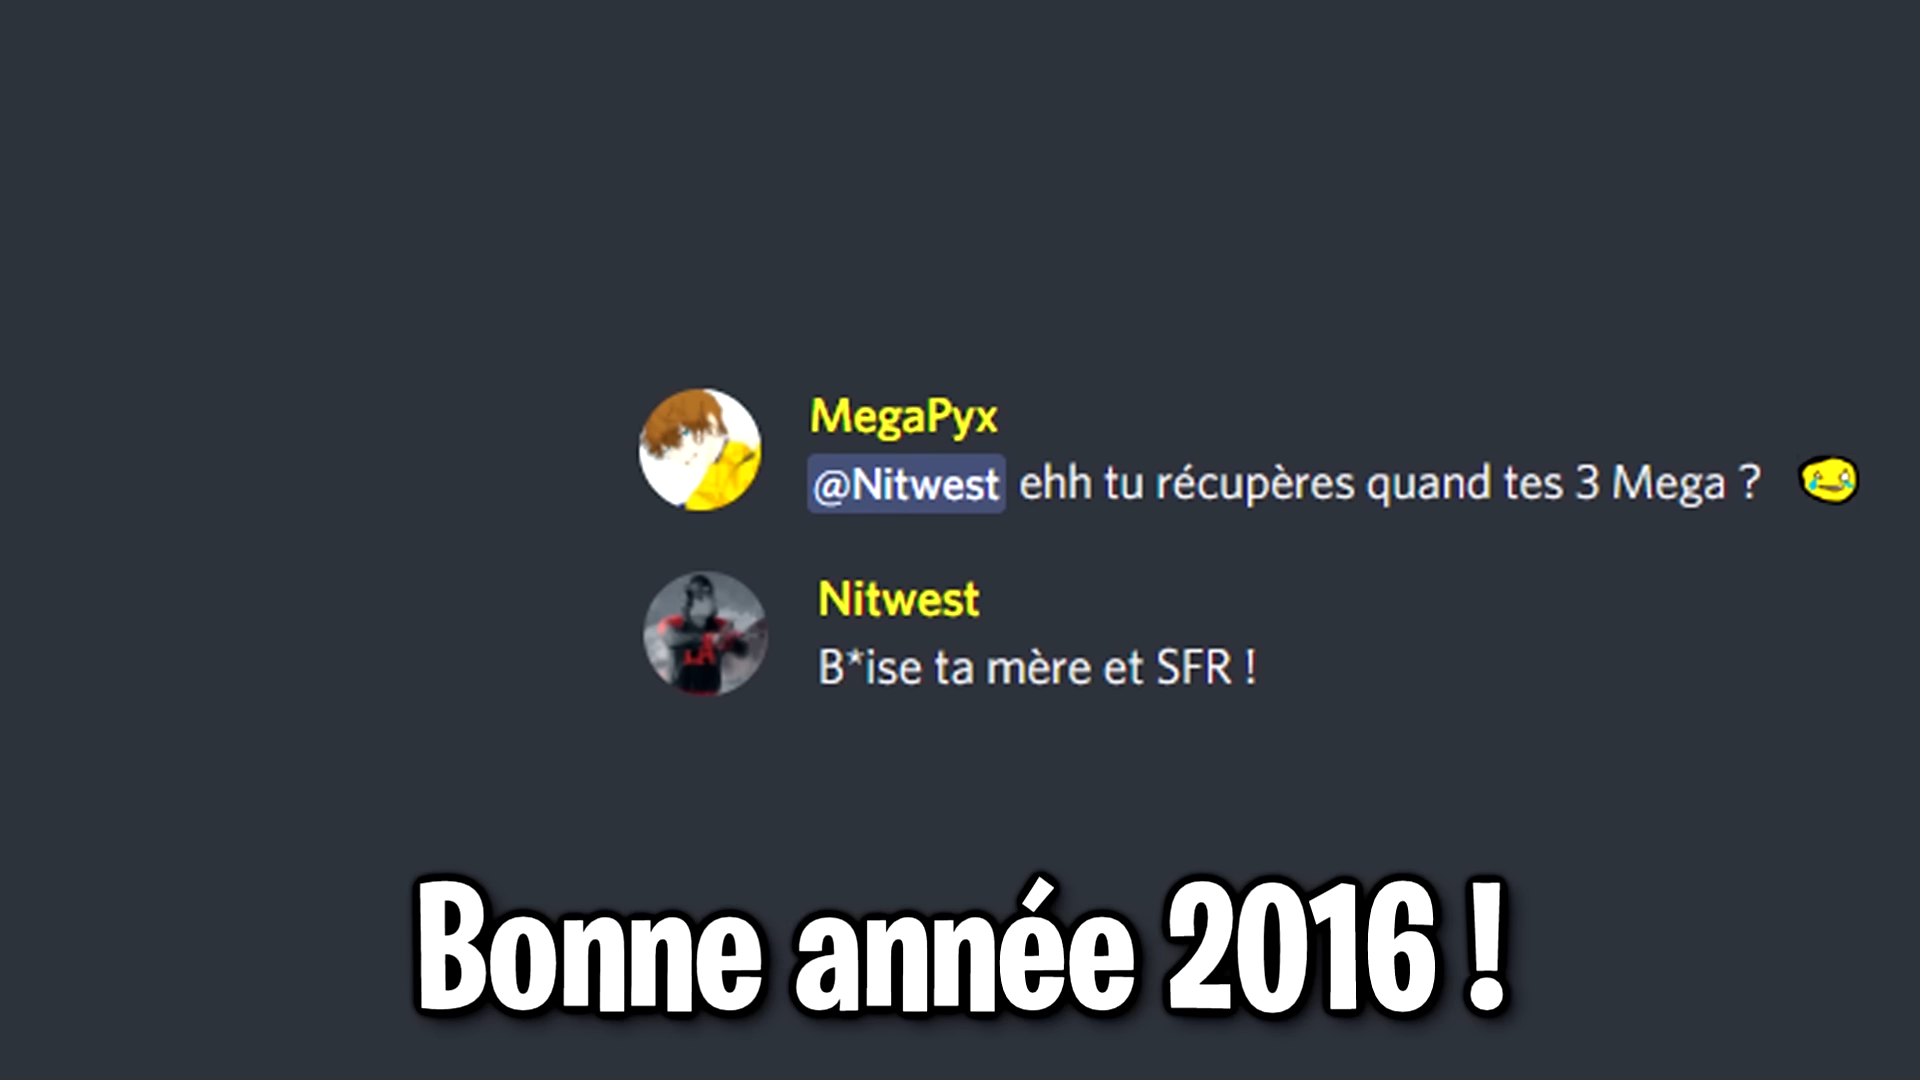 MegaPyx
@Nitwest ehh tu récupères quand tes 3 Mega ?
Nitwest
B*ise ta mère et SFR !
Bonne année 2016 !